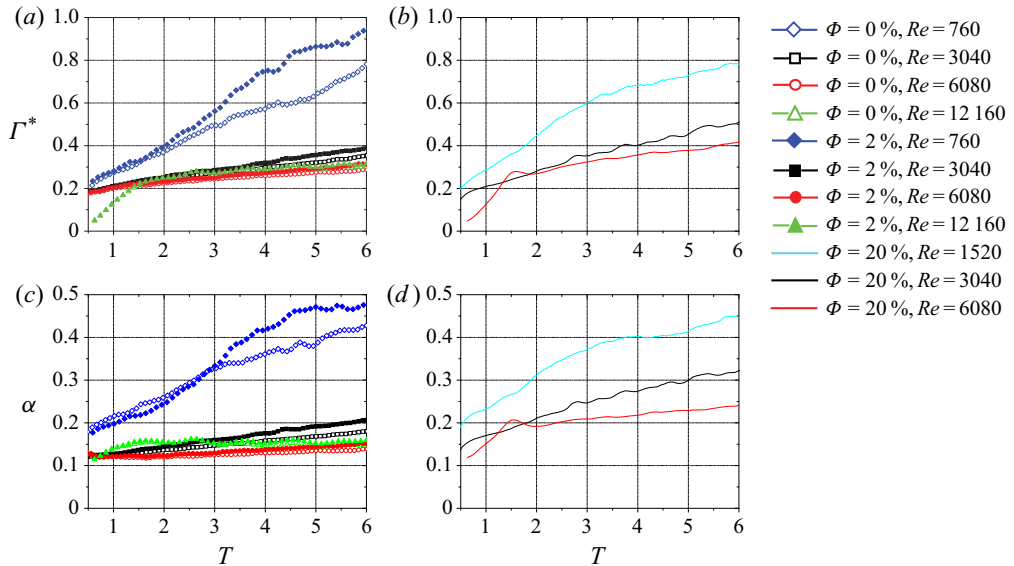 (a)
1.0
0.8
0.6
0.4
0.2
0
Γ*
1 2 3 4 5 6
(b)
1.0
0.8
0.6
0.4
0.2
0
1 2 3 4 5 6
(c)
0.5
0.4
0.3
0.2
0.1
0
α
1 2 3 4 5 6
T
(d)
0.5
0.4
0.3
0.2
0.1
0
1 2 3 4 5 6
T
Φ = 0 %, Re = 760
Φ = 0 %, Re = 3040
Φ = 0 %, Re = 6080
Φ = 0 %, Re = 12 160
Φ = 2 %, Re = 760
Φ = 2 %, Re = 3040
Φ = 2 %, Re = 6080
Φ = 2 %, Re = 12 160
Φ = 20 %, Re = 1520
Φ = 20 %, Re = 3040
Φ = 20 %, Re = 6080